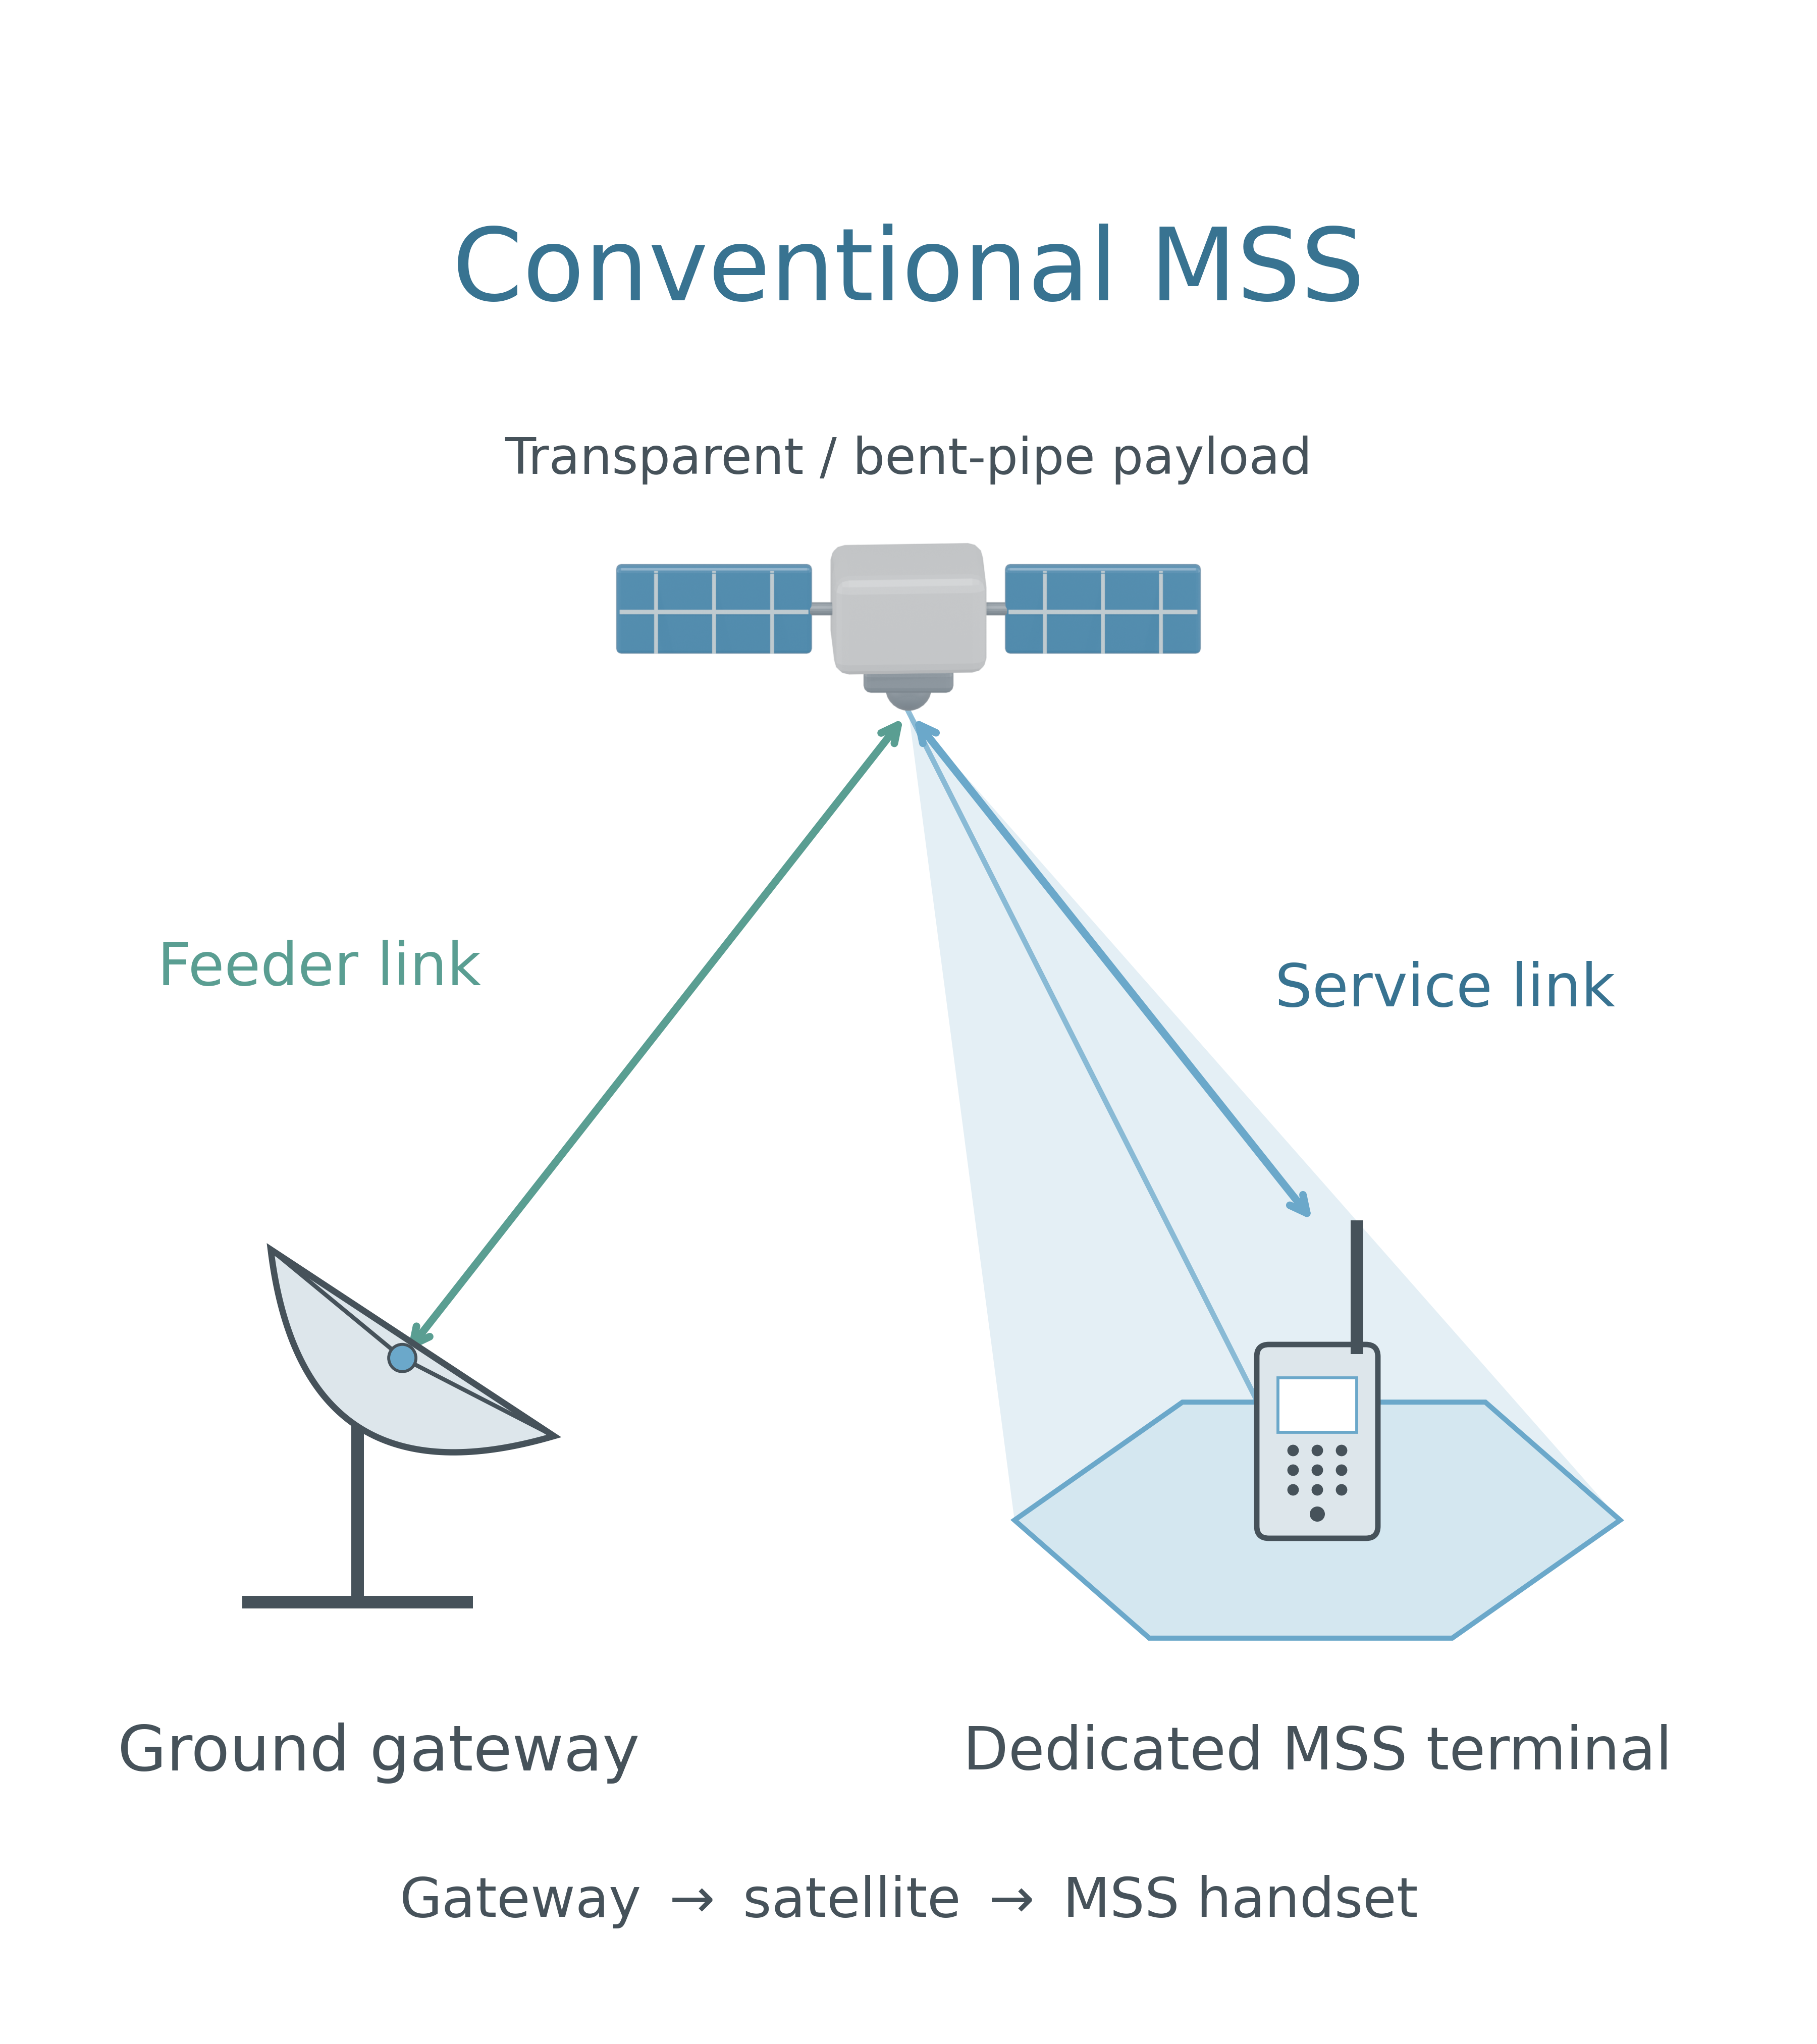 Conventional MSS
Transparent / bent-pipe payload
Feeder link
Service link
Ground gateway
Dedicated MSS terminal
Gateway → satellite → MSS handset